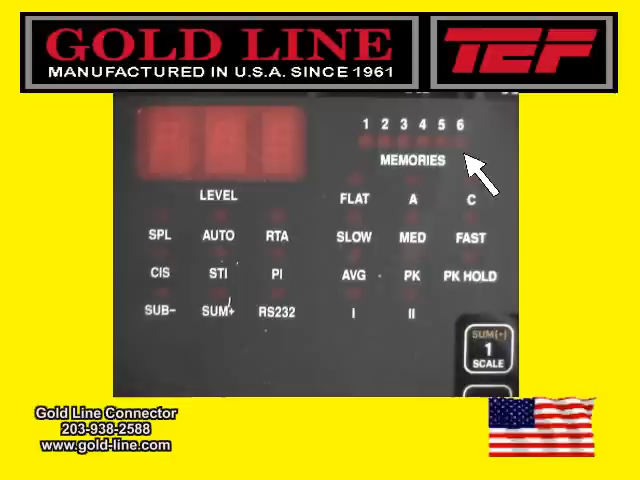 GOLD LINE
MANUFACTURED IN U.S.A. SINCE 1961
TEF
1 2 3 4 5 6
MEMORIES
LEVEL
FLAT A C
SPL AUTO RTA SLOW MED FAST
CIS STI PI AVG PK PK HOLD
SUB− SUM+ RS232 I II
SUM(+)
1
SCALE
Gold Line Connector
203-938-2588
www.gold-line.com